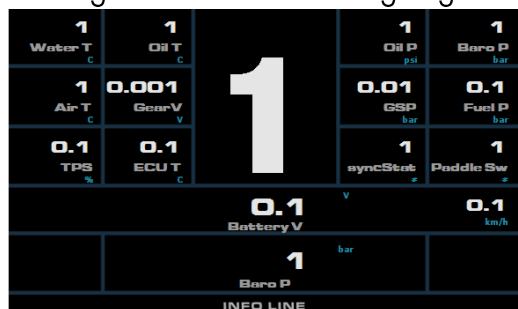 1 1 1 1
Water T Oil T Oil P Baro P
C C psi bar
1
1 0.001 0.01 0.1
Air T GearV GSP Fuel P
C V bar bar
0.1 0.1 1 1
TPS ECU T syncStat Paddle Sw
% C # #
0.1 V 0.1
Battery V km/h
1 bar
Baro P
INFO LINE